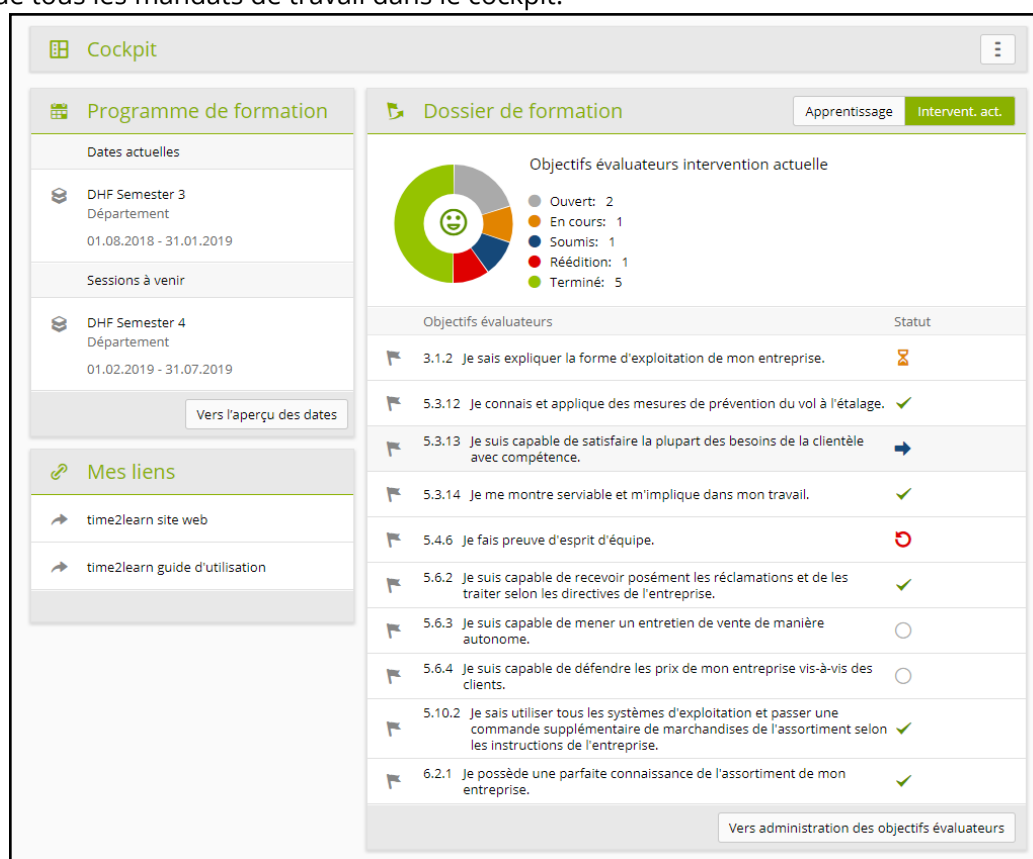 de tous les mandats de travail dans le cockpit.
Cockpit
Programme de formation
Dates actuelles
DHF Semester 3
Département
01.08.2018 - 31.01.2019
Sessions à venir
DHF Semester 4
Département
01.02.2019 - 31.07.2019
Vers l'aperçu des dates
Mes liens
time2learn site web
time2learn guide d'utilisation
Dossier de formation
Apprentissage
Intervent. act.
Objectifs évaluateurs intervention actuelle
Ouvert: 2
En cours: 1
Soumis: 1
Réédition: 1
Terminé: 5
Objectifs évaluateurs Statut
3.1.2 Je sais expliquer la forme d'exploitation de mon entreprise.
5.3.12 Je connais et applique des mesures de prévention du vol à l'étalage.
5.3.13 Je suis capable de satisfaire la plupart des besoins de la clientèle
avec compétence.
5.3.14 Je me montre serviable et m'implique dans mon travail.
5.4.6 Je fais preuve d'esprit d'équipe.
5.6.2 Je suis capable de recevoir posément les réclamations et de les
traiter selon les directives de l'entreprise.
5.6.3 Je suis capable de mener un entretien de vente de manière
autonome.
5.6.4 Je suis capable de défendre les prix de mon entreprise vis-à-vis des
clients.
5.10.2 Je sais utiliser tous les systèmes d'exploitation et passer une
commande supplémentaire de marchandises de l'assortiment selon
les instructions de l'entreprise.
6.2.1 Je possède une parfaite connaissance de l'assortiment de mon
entreprise.
Vers administration des objectifs évaluateurs